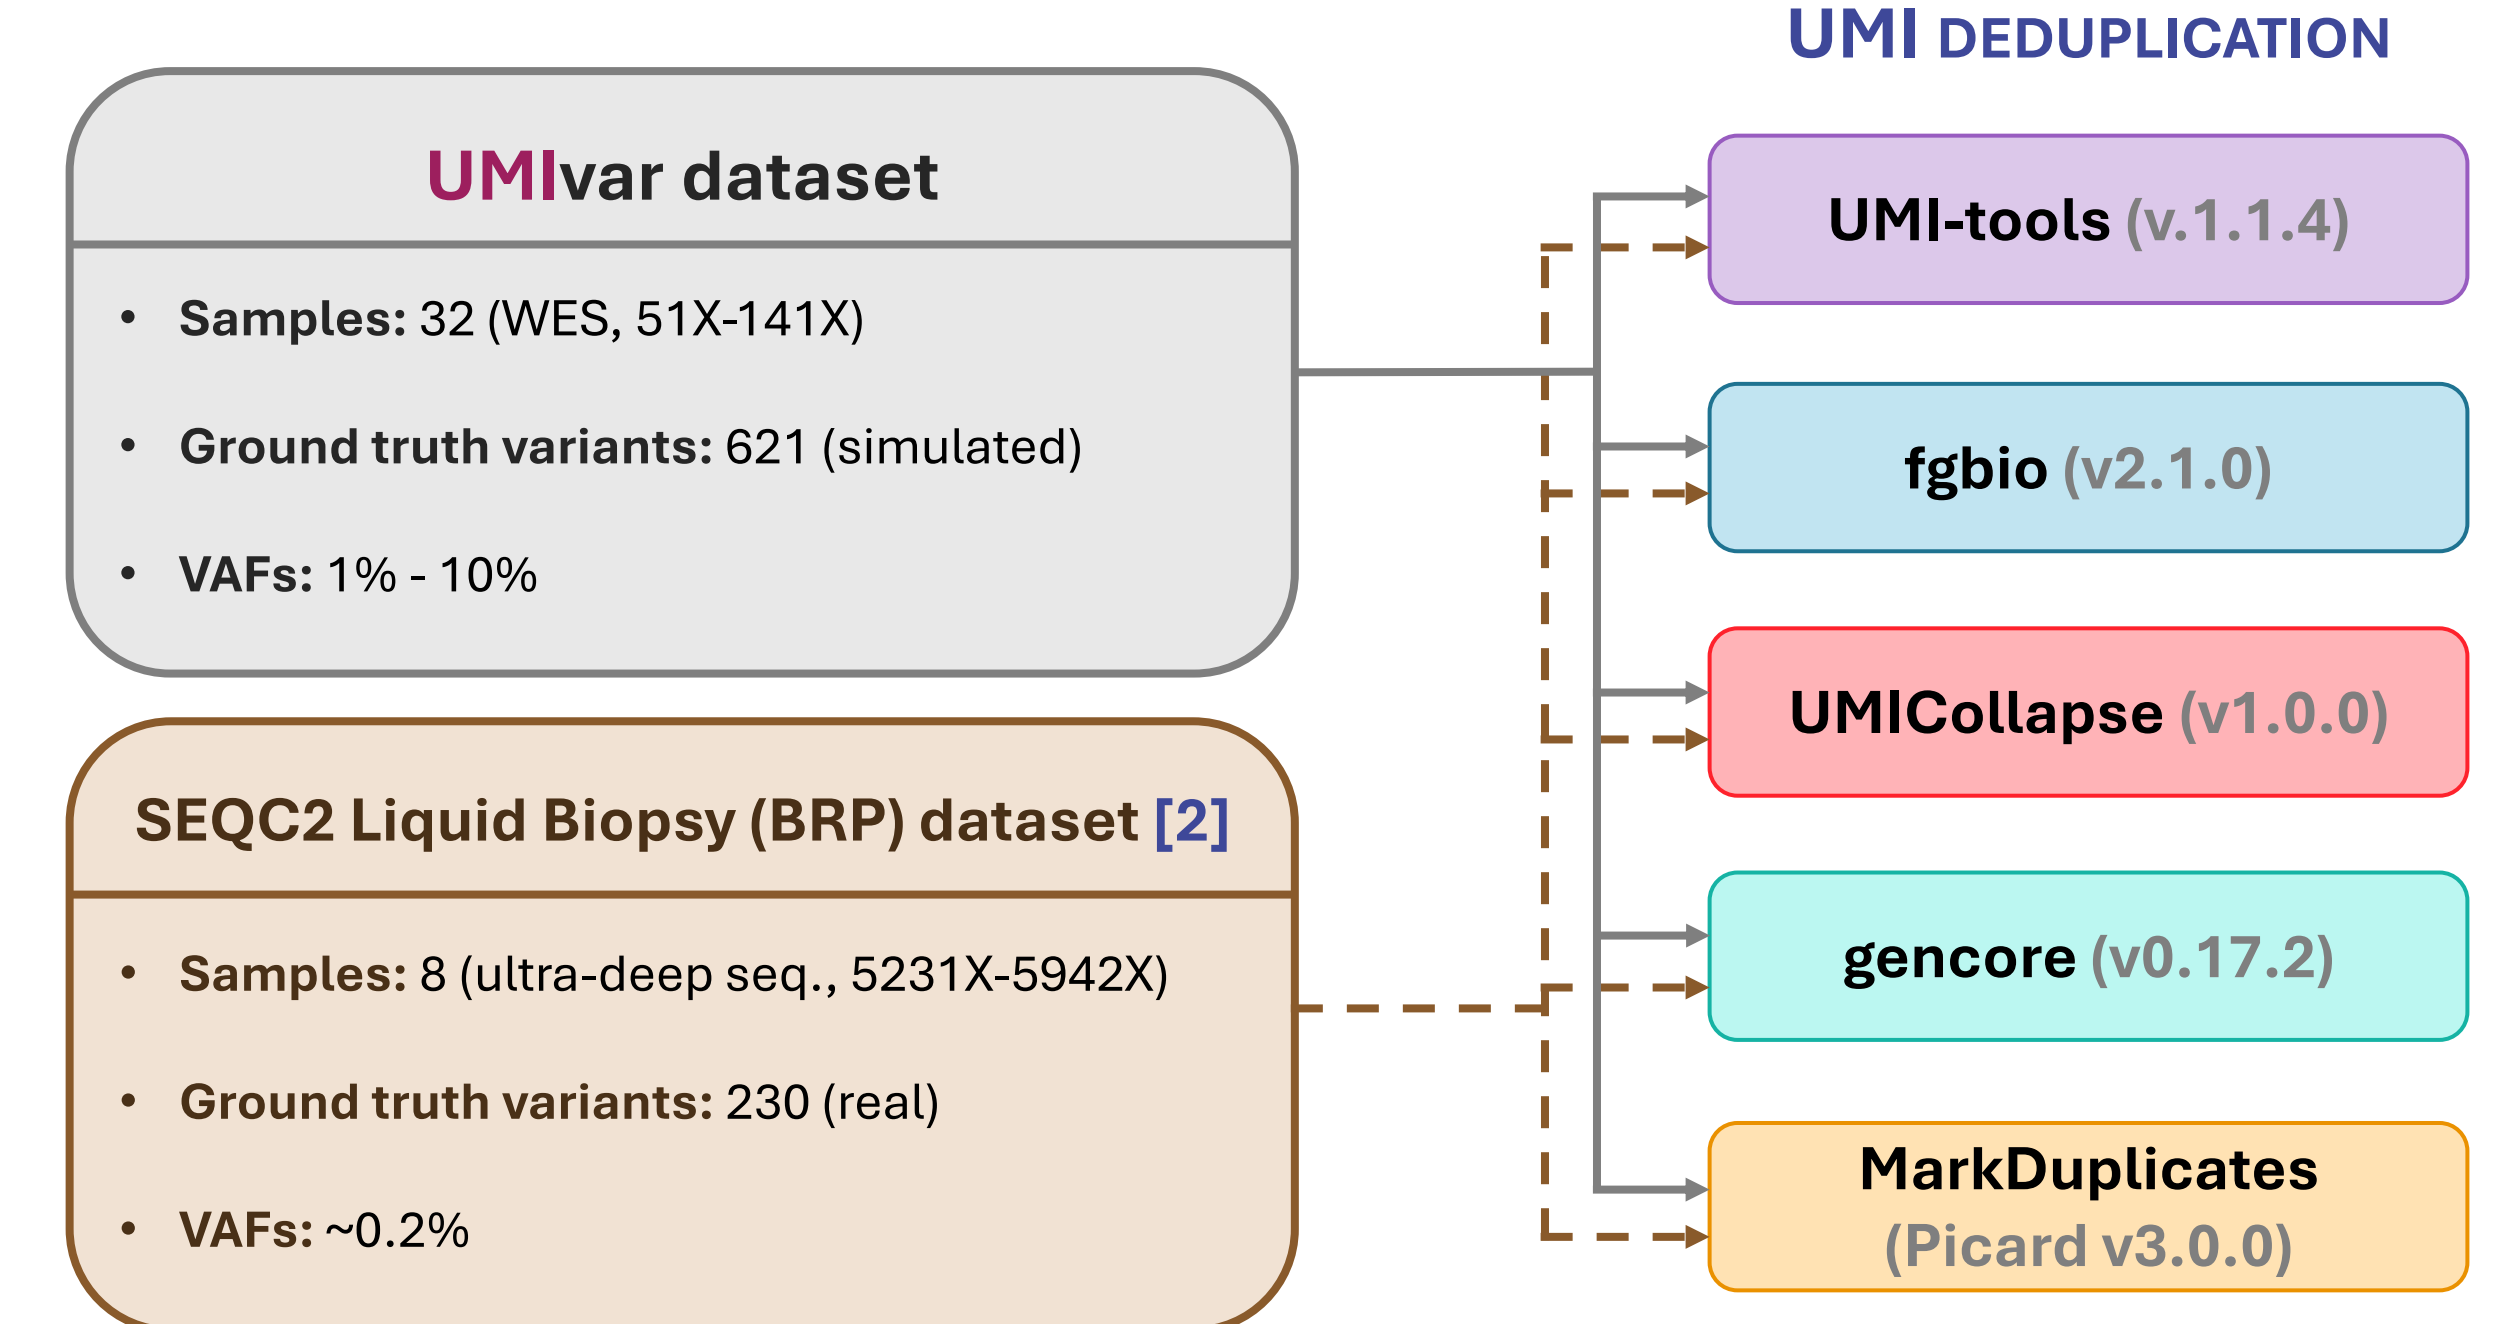 UMI DEDUPLICATION
UMIvar dataset
• Samples: 32 (WES, 51X-141X)
• Ground truth variants: 621 (simulated)
• VAFs: 1% - 10%
SEQC2 Liquid Biopsy (BRP) dataset [2]
• Samples: 8 (ultra-deep seq., 5231X-5942X)
• Ground truth variants: 230 (real)
• VAFs: ~0.2%
UMI-tools (v.1.1.4)
fgbio (v2.1.0)
UMICollapse (v1.0.0)
gencore (v0.17.2)
MarkDuplicates
(Picard v3.0.0)